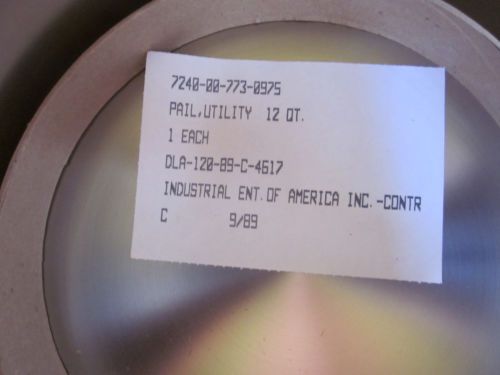 7240-00-773-0975
PAIL,UTILITY 12 QT.
1 EACH
DLA-120-89-C-4617
INDUSTRIAL ENT.OF AMERICA INC.-CONTR
C 9/89